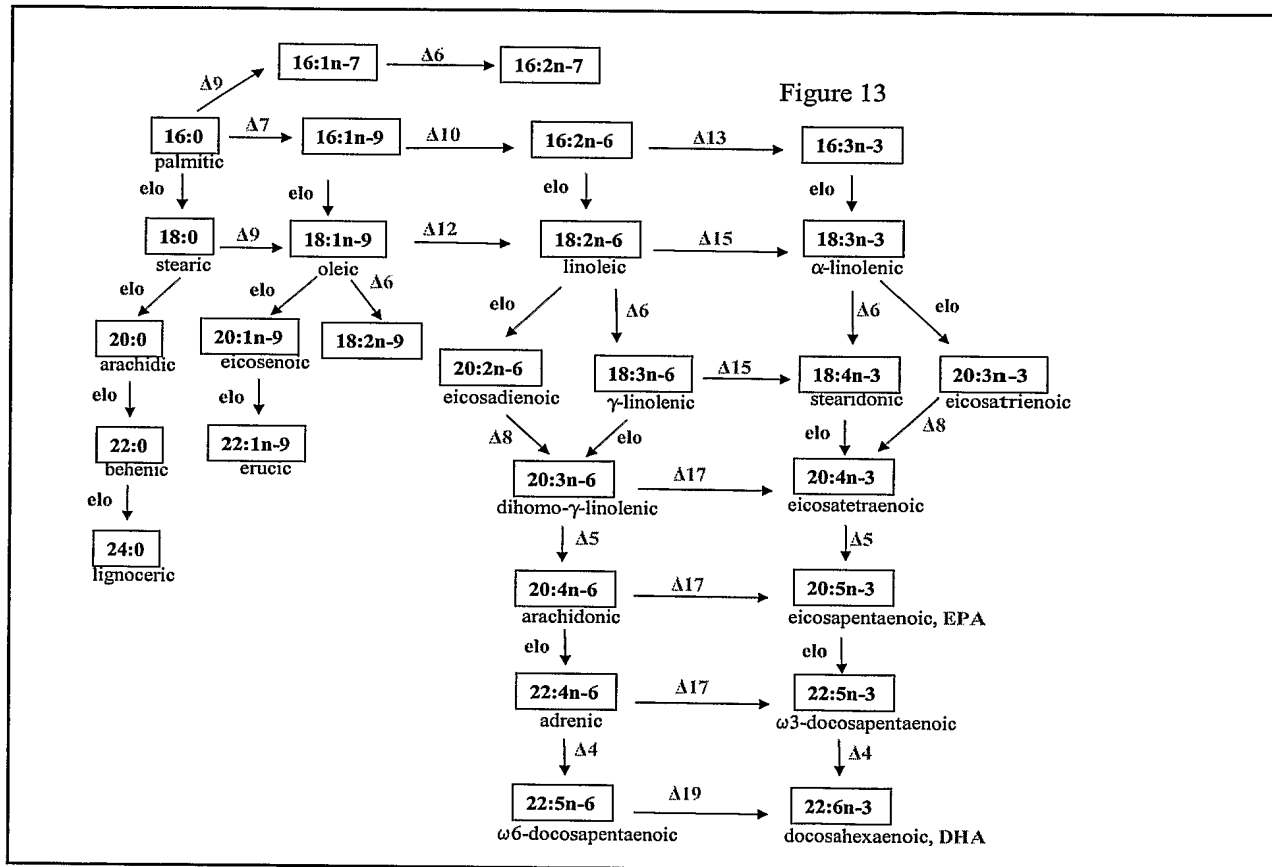 16:1n-7 Δ6 16:2n-7
Δ9
Figure 13
16:0 Δ7 16:1n-9 Δ10 16:2n-6 Δ13 16:3n-3
palmitic
elo elo elo elo
18:0 Δ9 18:1n-9 Δ12 18:2n-6 Δ15 18:3n-3
stearic oleic linoleic α-linolenic
elo elo Δ6 elo Δ6 Δ6 elo
20:0 20:1n-9 18:2n-9
arachidic eicosenoic
20:2n-6 18:3n-6 Δ15 18:4n-3 20:3n-3
eicosadienoic γ-linolenic stearidonic eicosatrienoic
elo elo Δ8 elo elo Δ8
22:0 22:1n-9
behenic erucic
20:3n-6 Δ17 20:4n-3
dihomo-γ-linolenic eicosatetraenoic
elo
24:0
lignoceric
Δ5 Δ5
20:4n-6 Δ17 20:5n-3
arachidonic eicosapentaenoic, EPA
elo elo
22:4n-6 Δ17 22:5n-3
adrenic ω3-docosapentaenoic
Δ4 Δ4
22:5n-6 Δ19 22:6n-3
ω6-docosapentaenoic docosahexaenoic, DHA